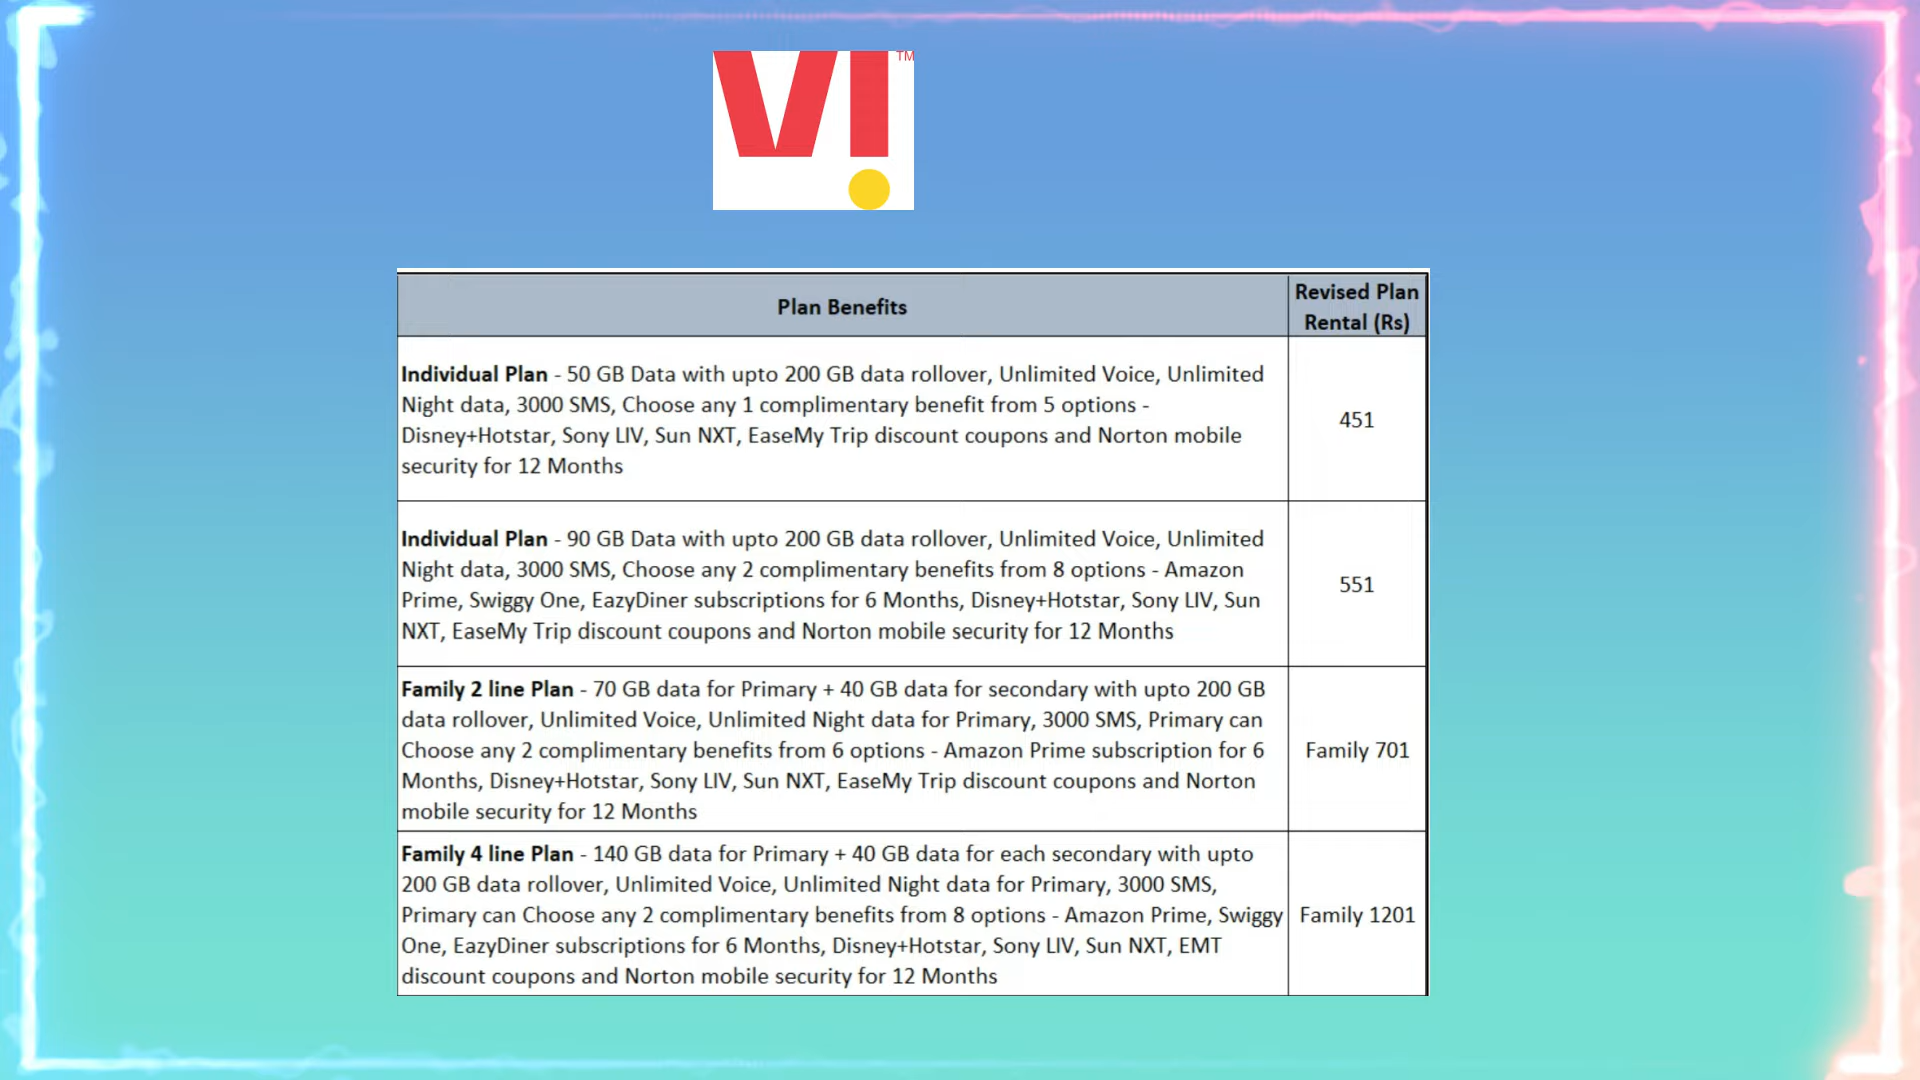 VI
TM
Plan Benefits
Revised Plan
Rental (Rs)
Individual Plan - 50 GB Data with upto 200 GB data rollover, Unlimited Voice, Unlimited
Night data, 3000 SMS, Choose any 1 complimentary benefit from 5 options -
Disney+Hotstar, Sony LIV, Sun NXT, EaseMy Trip discount coupons and Norton mobile
security for 12 Months
451
Individual Plan - 90 GB Data with upto 200 GB data rollover, Unlimited Voice, Unlimited
Night data, 3000 SMS, Choose any 2 complimentary benefits from 8 options - Amazon
Prime, Swiggy One, EazyDiner subscriptions for 6 Months, Disney+Hotstar, Sony LIV, Sun
NXT, EaseMy Trip discount coupons and Norton mobile security for 12 Months
551
Family 2 line Plan - 70 GB data for Primary + 40 GB data for secondary with upto 200 GB
data rollover, Unlimited Voice, Unlimited Night data for Primary, 3000 SMS, Primary can
Choose any 2 complimentary benefits from 6 options - Amazon Prime subscription for 6
Months, Disney+Hotstar, Sony LIV, Sun NXT, EaseMy Trip discount coupons and Norton
mobile security for 12 Months
Family 701
Family 4 line Plan - 140 GB data for Primary + 40 GB data for each secondary with upto
200 GB data rollover, Unlimited Voice, Unlimited Night data for Primary, 3000 SMS,
Primary can Choose any 2 complimentary benefits from 8 options - Amazon Prime, Swiggy
One, EazyDiner subscriptions for 6 Months, Disney+Hotstar, Sony LIV, Sun NXT, EMT
discount coupons and Norton mobile security for 12 Months
Family 1201